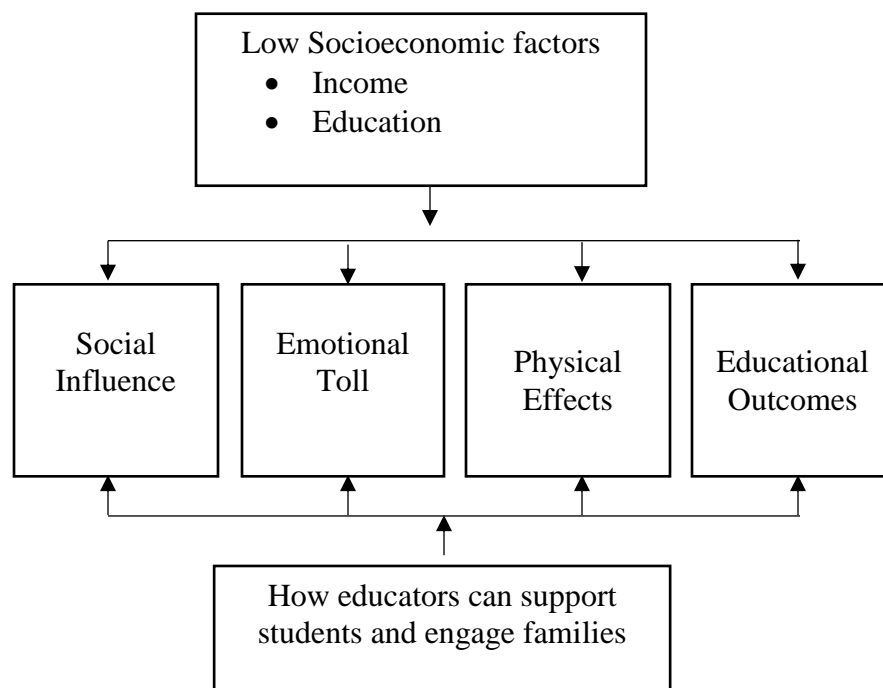 Low Socioeconomic factors
• Income
• Education
Social
Influence
Emotional
Toll
Physical
Effects
Educational
Outcomes
How educators can support
students and engage families